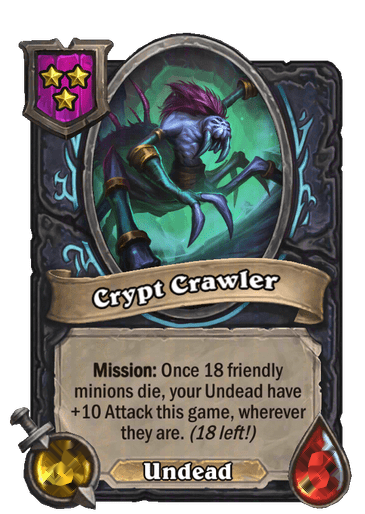 Crypt Crawler
Mission: Once 18 friendly
minions die, your Undead have
+10 Attack this game, wherever
they are. (18 left!)
Undead